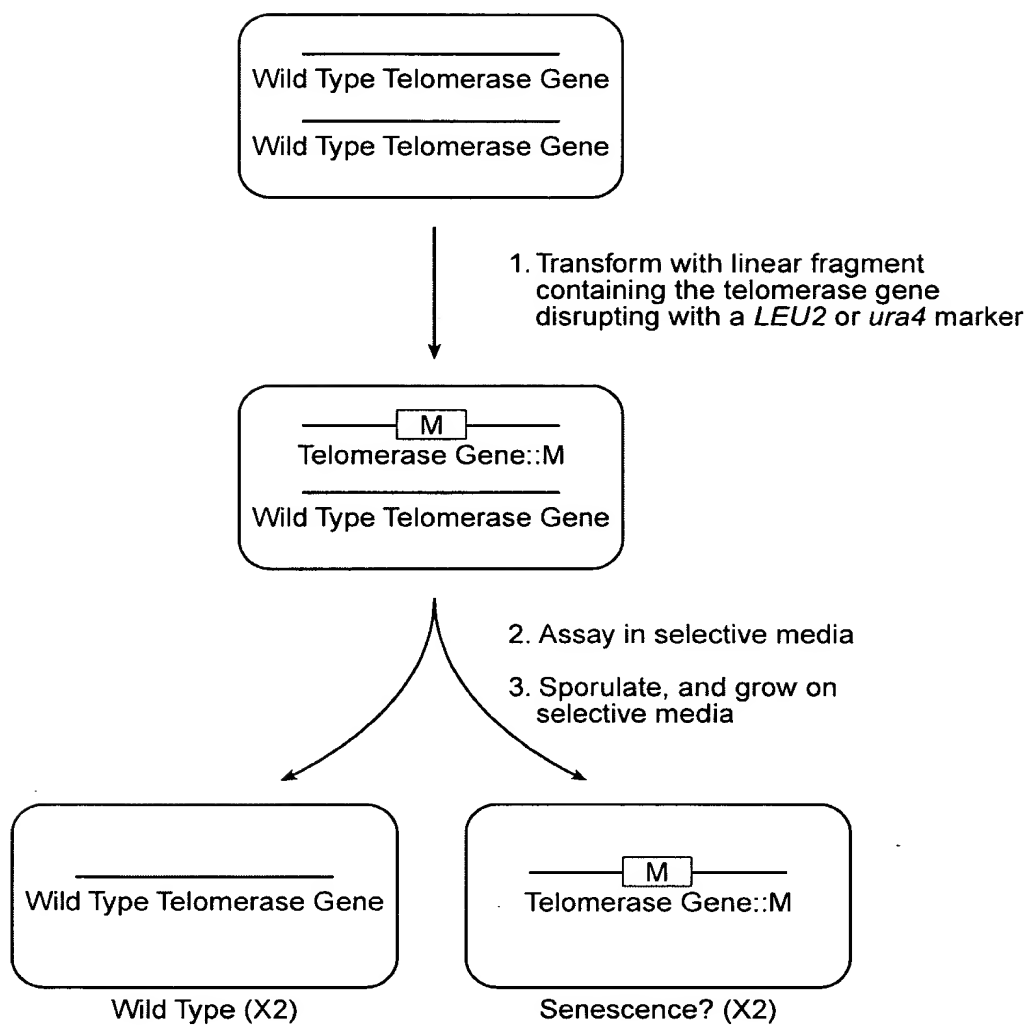 Wild Type Telomerase Gene
Wild Type Telomerase Gene
1. Transform with linear fragment
containing the telomerase gene
disrupting with a LEU2 or ura4 marker
M
Telomerase Gene::M
Wild Type Telomerase Gene
2. Assay in selective media
3. Sporulate, and grow on
selective media
Wild Type Telomerase Gene
Wild Type (X2)
M
Telomerase Gene::M
Senescence? (X2)